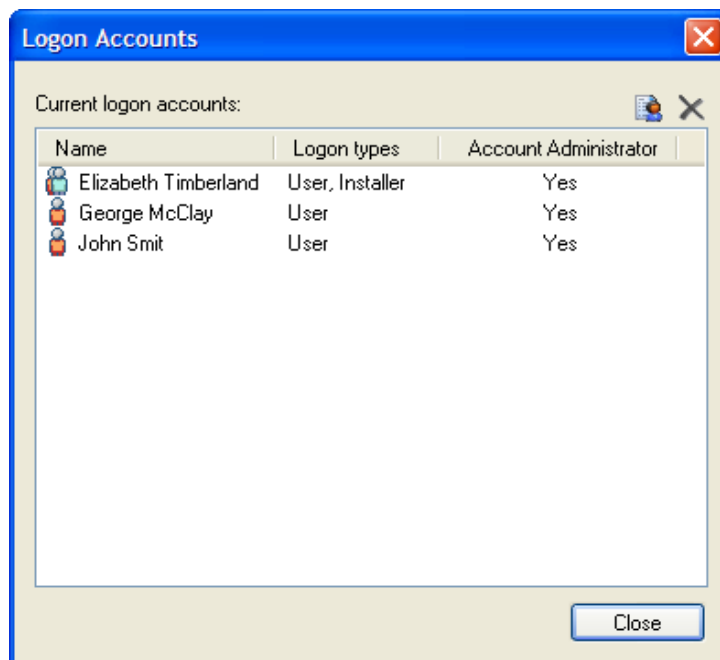 Logon Accounts
Current logon accounts:
Name Logon types Account Administrator
Elizabeth Timberland User, Installer Yes
George McClay User Yes
John Smit User Yes
Close